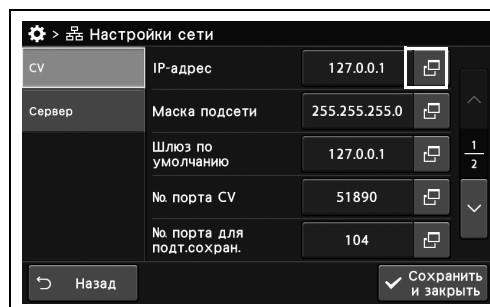 > Настройки сети
CV
IP-адрес
127.0.0.1
Сервер
Маска подсети
255.255.255.0
Шлюз по
умолчанию
127.0.0.1
1
2
№. порта CV
51890
№. порта для
подт.сохран.
104
Назад
Сохранить
и закрыть